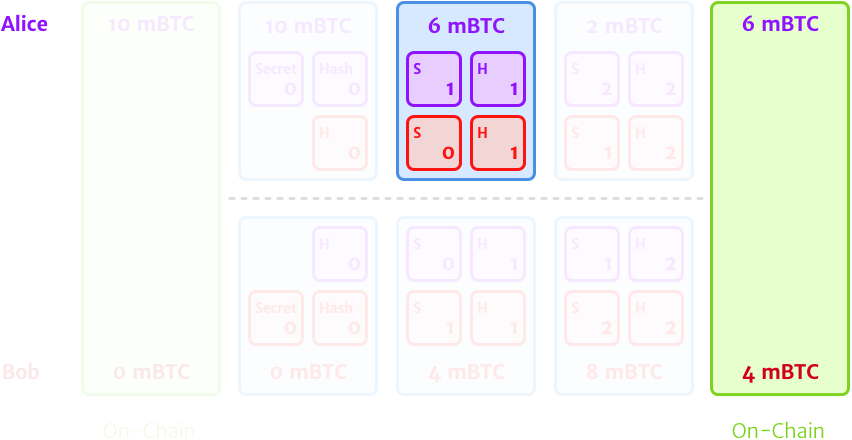 Alice
10 mBTC
10 mBTC
6 mBTC
2 mBTC
6 mBTC
Secret
0
Hash
0
S
1
H
1
S
2
H
2
H
0
S
0
H
1
S
1
H
2
H
0
S
0
H
1
S
1
H
2
Secret
0
Hash
0
S
1
H
1
S
2
H
2
Bob
0 mBTC
0 mBTC
4 mBTC
8 mBTC
4 mBTC
On-Chain
On-Chain